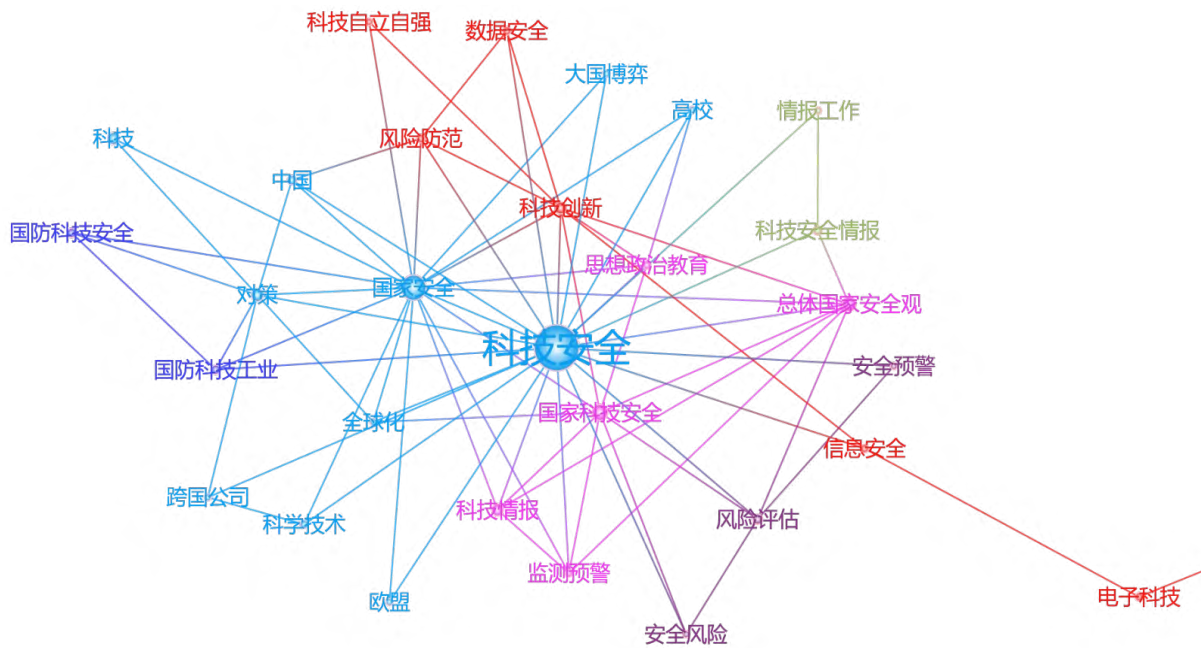 科技自立自强
数据安全
大国博弈
高校
情报工作
科技
风险防范
中国
科技创新
国防科技安全
科技安全情报
思想政治教育
对策
国家安全
总体国家安全观
科技安全
国防科技工业
安全预警
全球化
国家科技安全
信息安全
跨国公司
科技情报
风险评估
科学技术
监测预警
欧盟
电子科技
安全风险